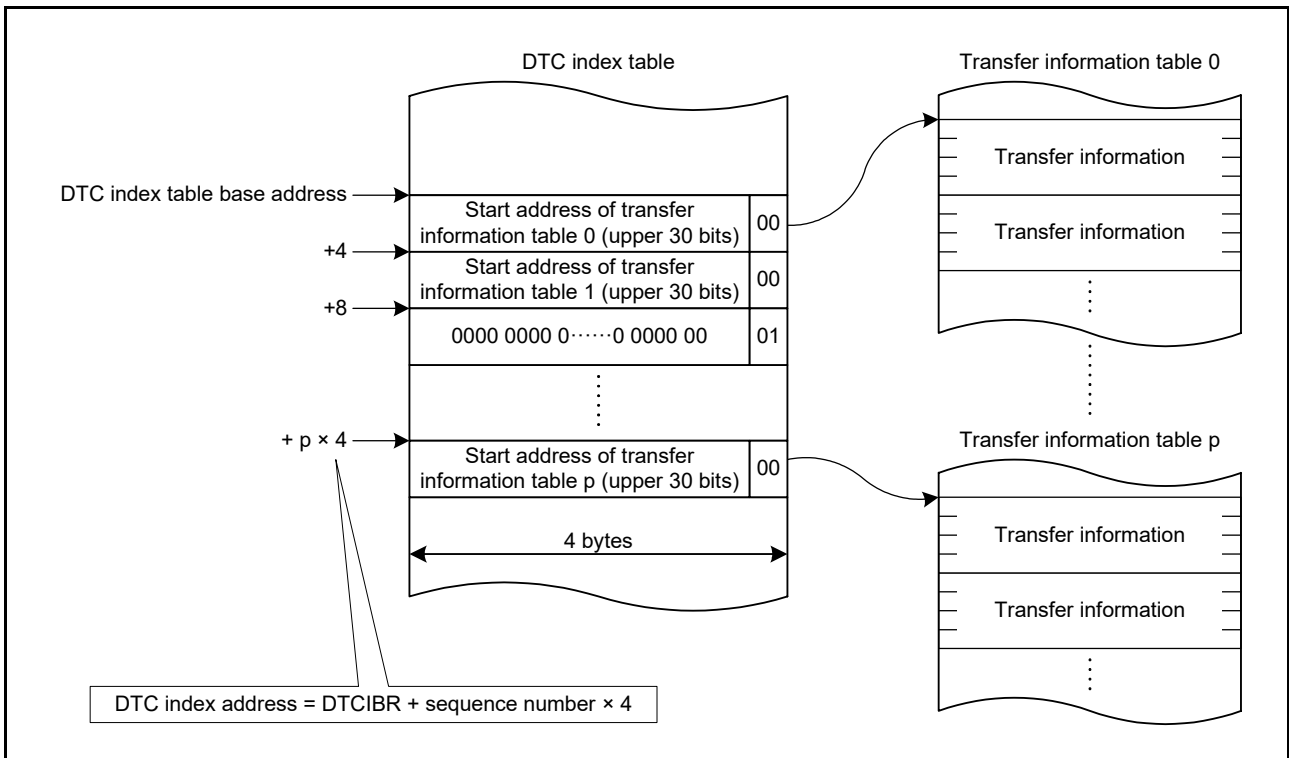 DTC index table
Transfer information table 0
DTC index table base address
Start address of transfer
information table 0 (upper 30 bits)
00
Transfer information
Transfer information
+4
Start address of transfer
information table 1 (upper 30 bits)
00
+8
0000 0000 0······0 0000 00
01
+ p × 4
Start address of transfer
information table p (upper 30 bits)
00
Transfer information table p
Transfer information
Transfer information
4 bytes
DTC index address = DTCIBR + sequence number × 4